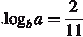 log_b a = 2/11